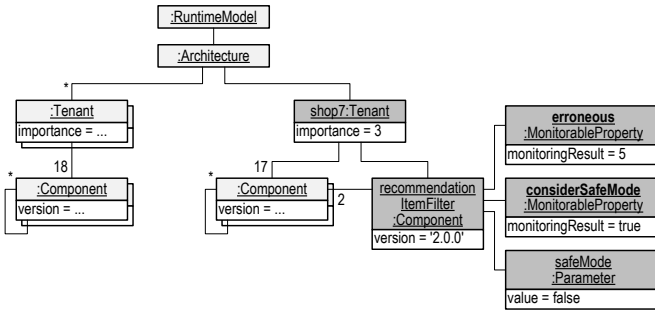 :RuntimeModel
:Architecture
*
:Tenant
importance = ...
18
*
:Component
version = ...
shop7:Tenant
importance = 3
17
*
:Component
version = ...
2
recommendation
ItemFilter
:Component
version = '2.0.0'
erroneous
:MonitorableProperty
monitoringResult = 5
considerSafeMode
:MonitorableProperty
monitoringResult = true
safeMode
:Parameter
value = false